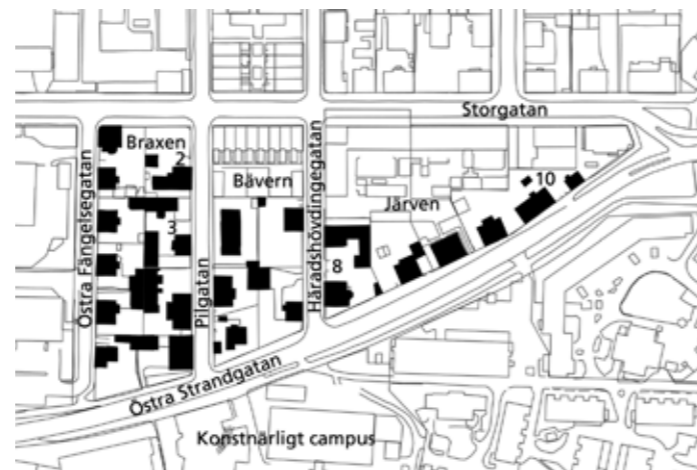 Storgatan
Braxen
2
Bävern
10
Järven
3
8
Östra Fängelsegatan
Pilgatan
Häradshövdingegatan
Östra Strandgatan
Konstnärligt campus